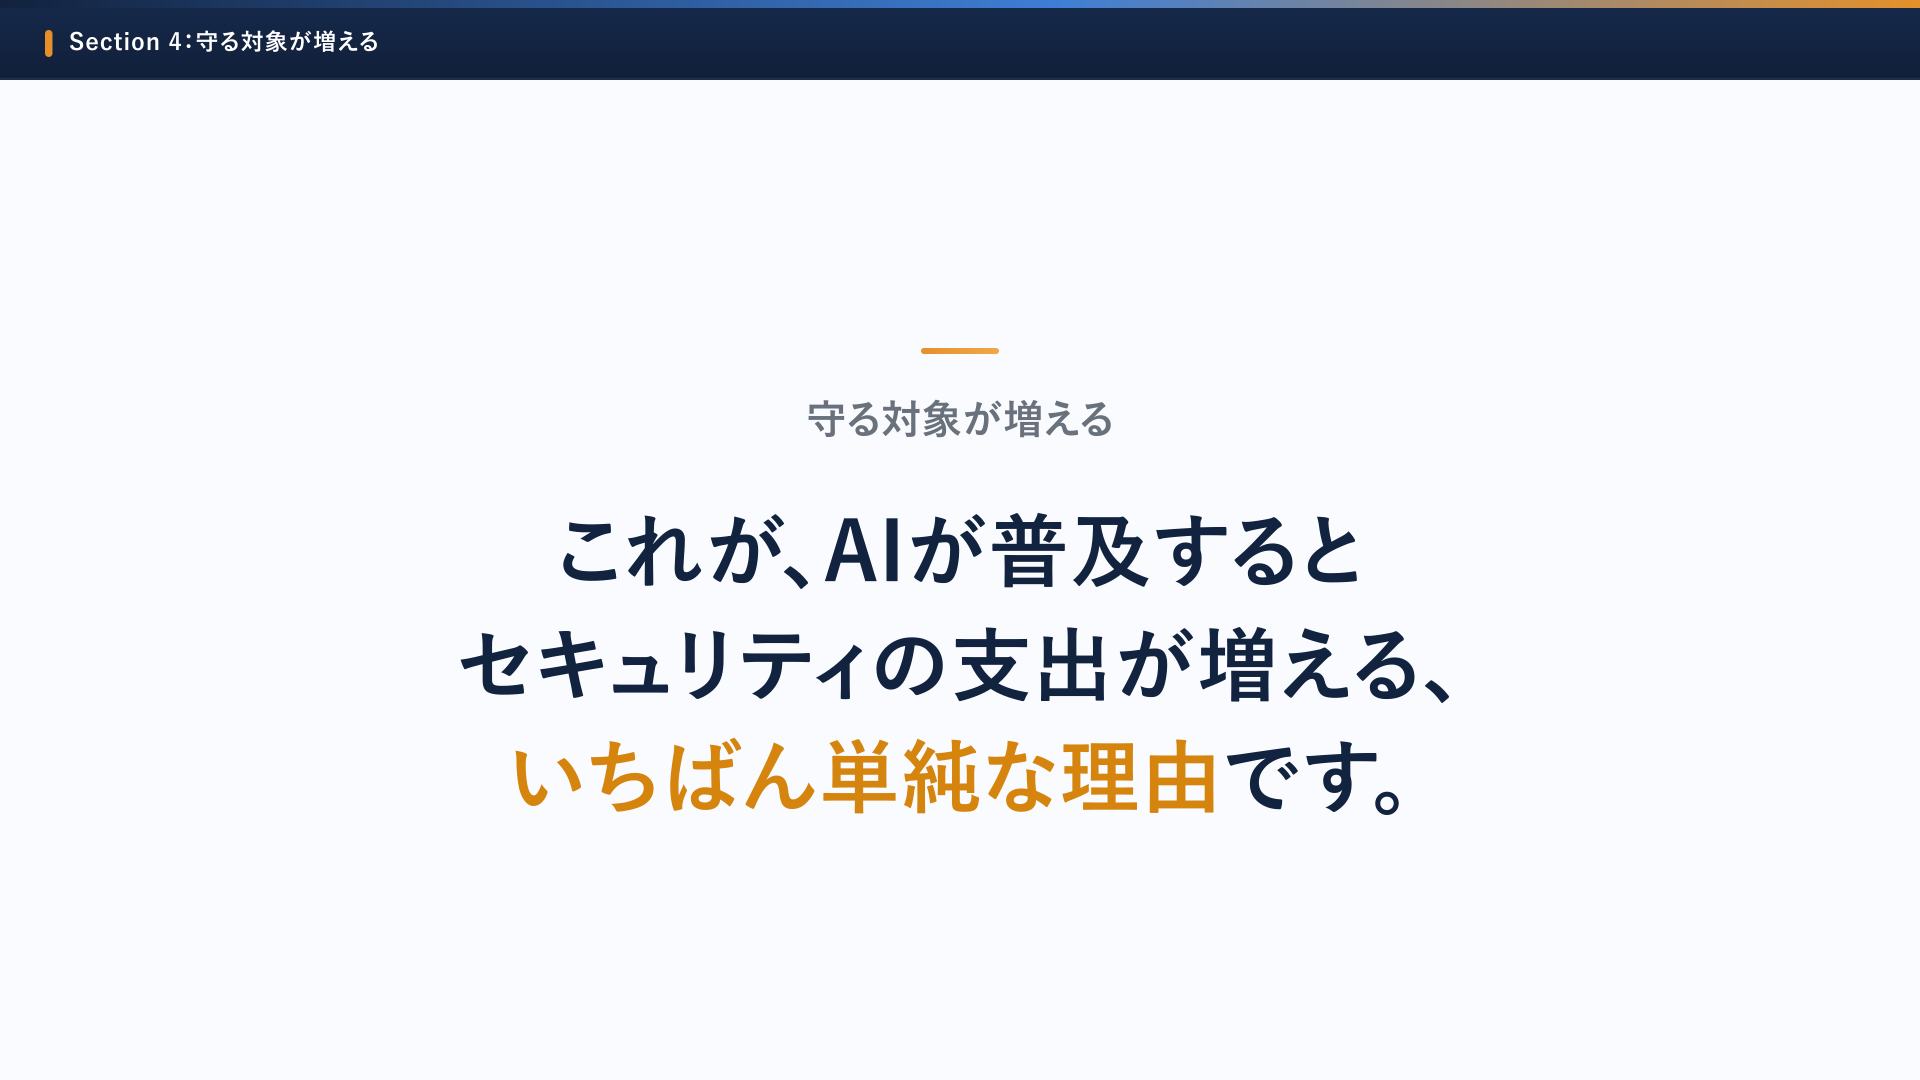 Section 4：守る対象が増える
守る対象が増える
これが、AIが普及すると
セキュリティの支出が増える、
いちばん単純な理由です。